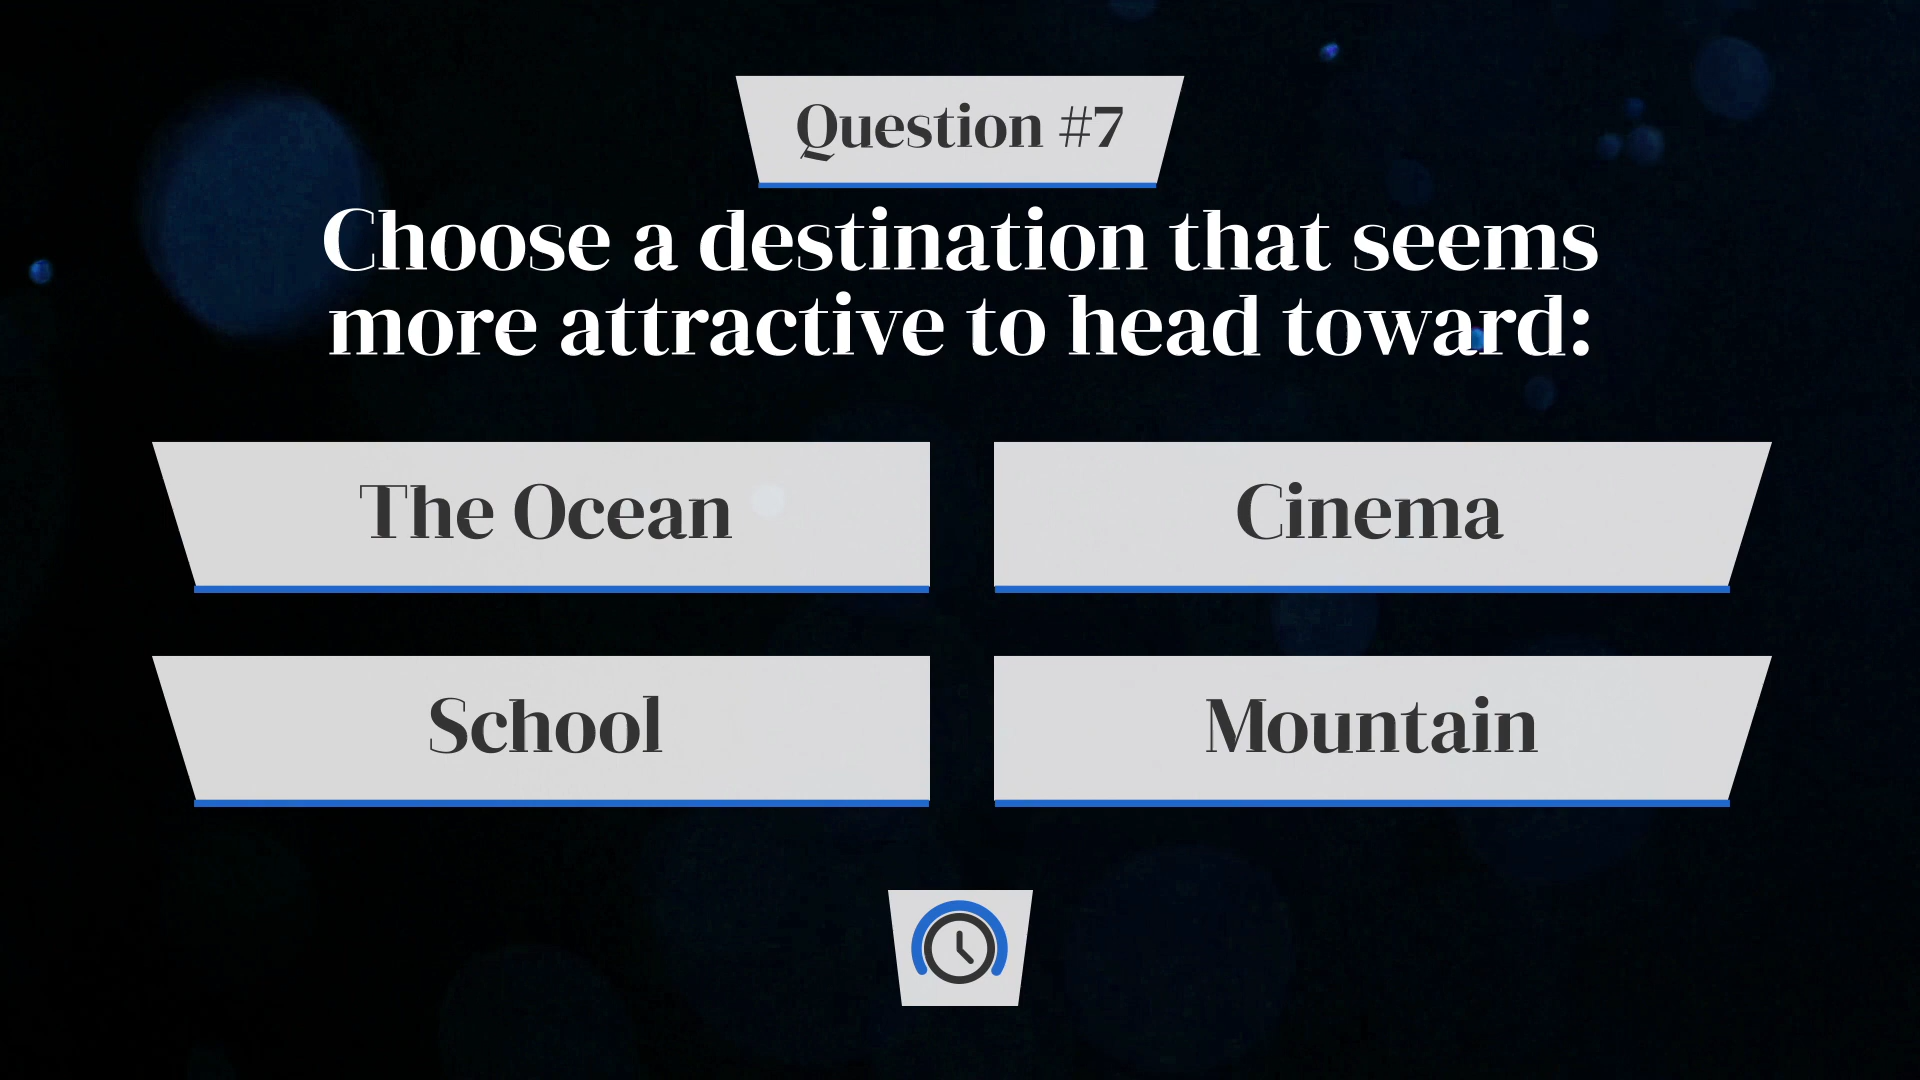 Question #7
Choose a destination that seems
more attractive to head toward:
The Ocean
Cinema
School
Mountain